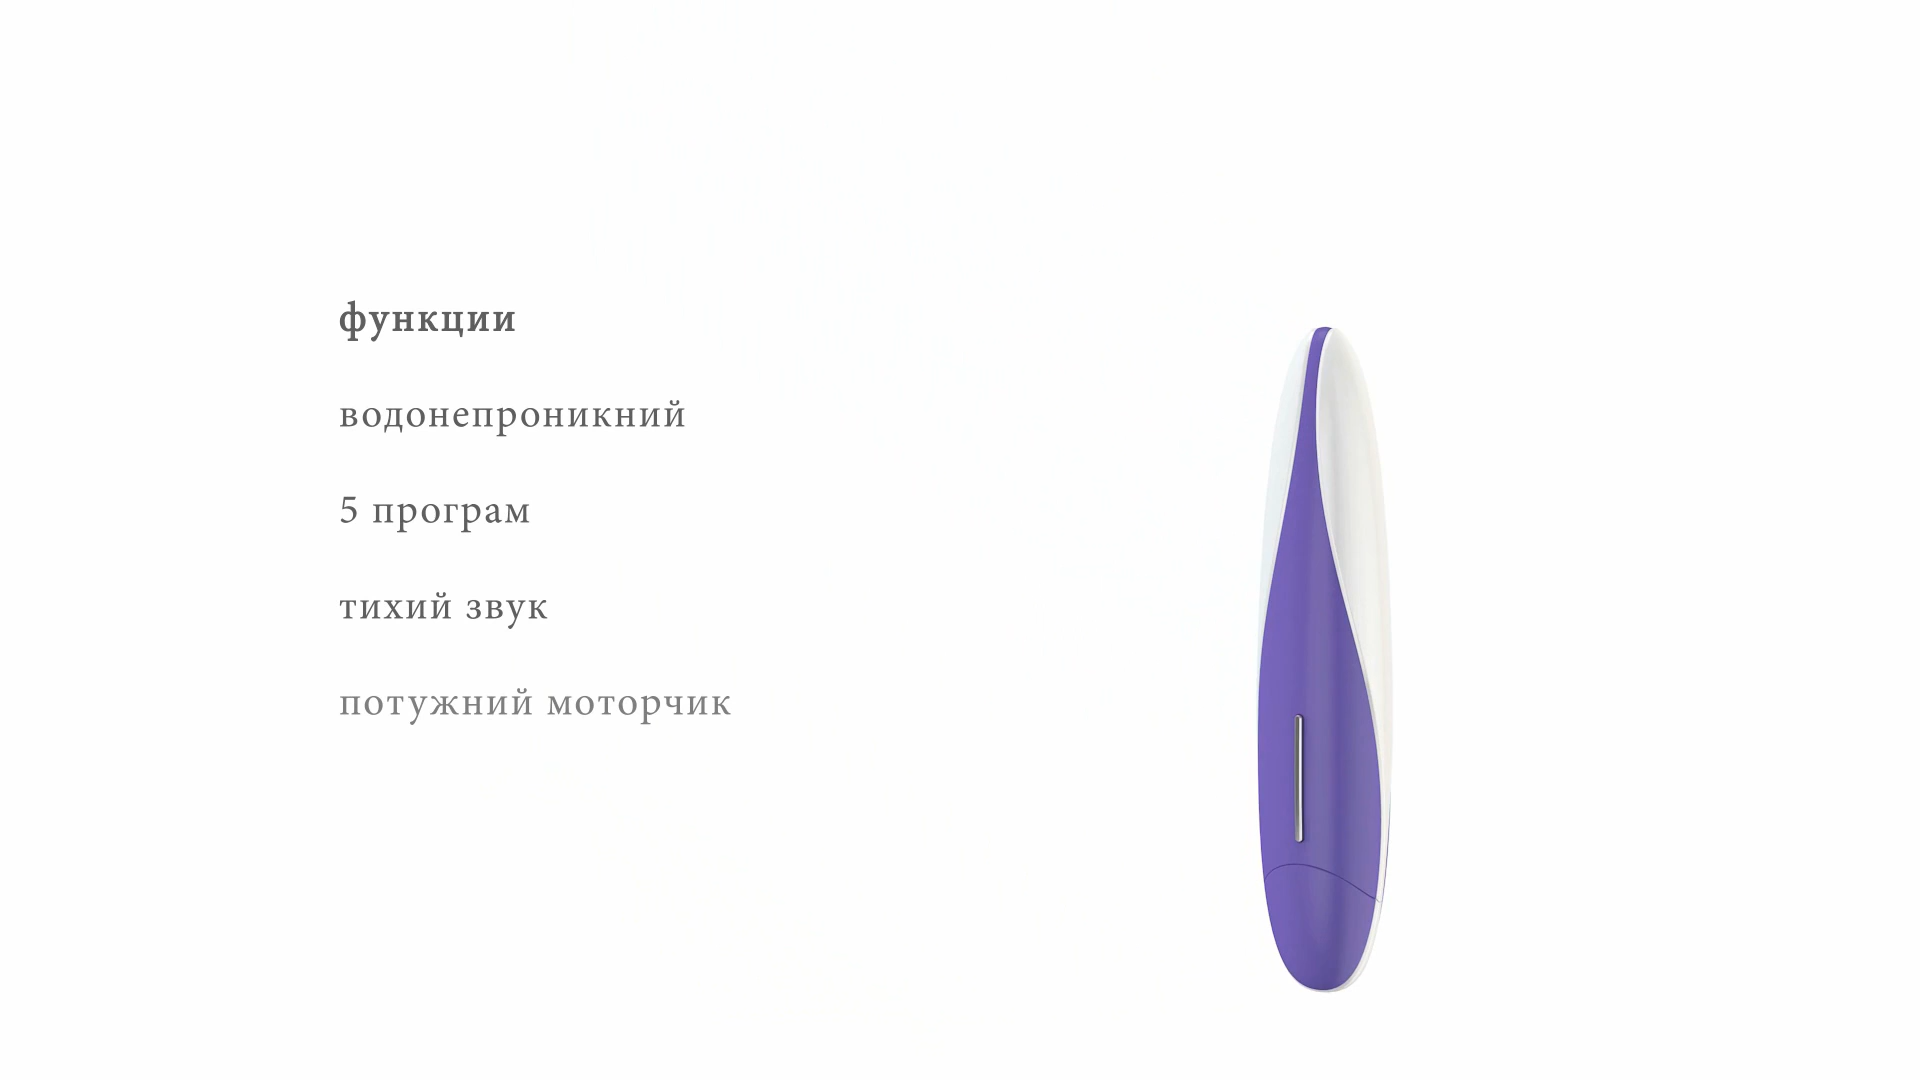 функции
водонепроникний
5 програм
тихий звук
потужний моторчик